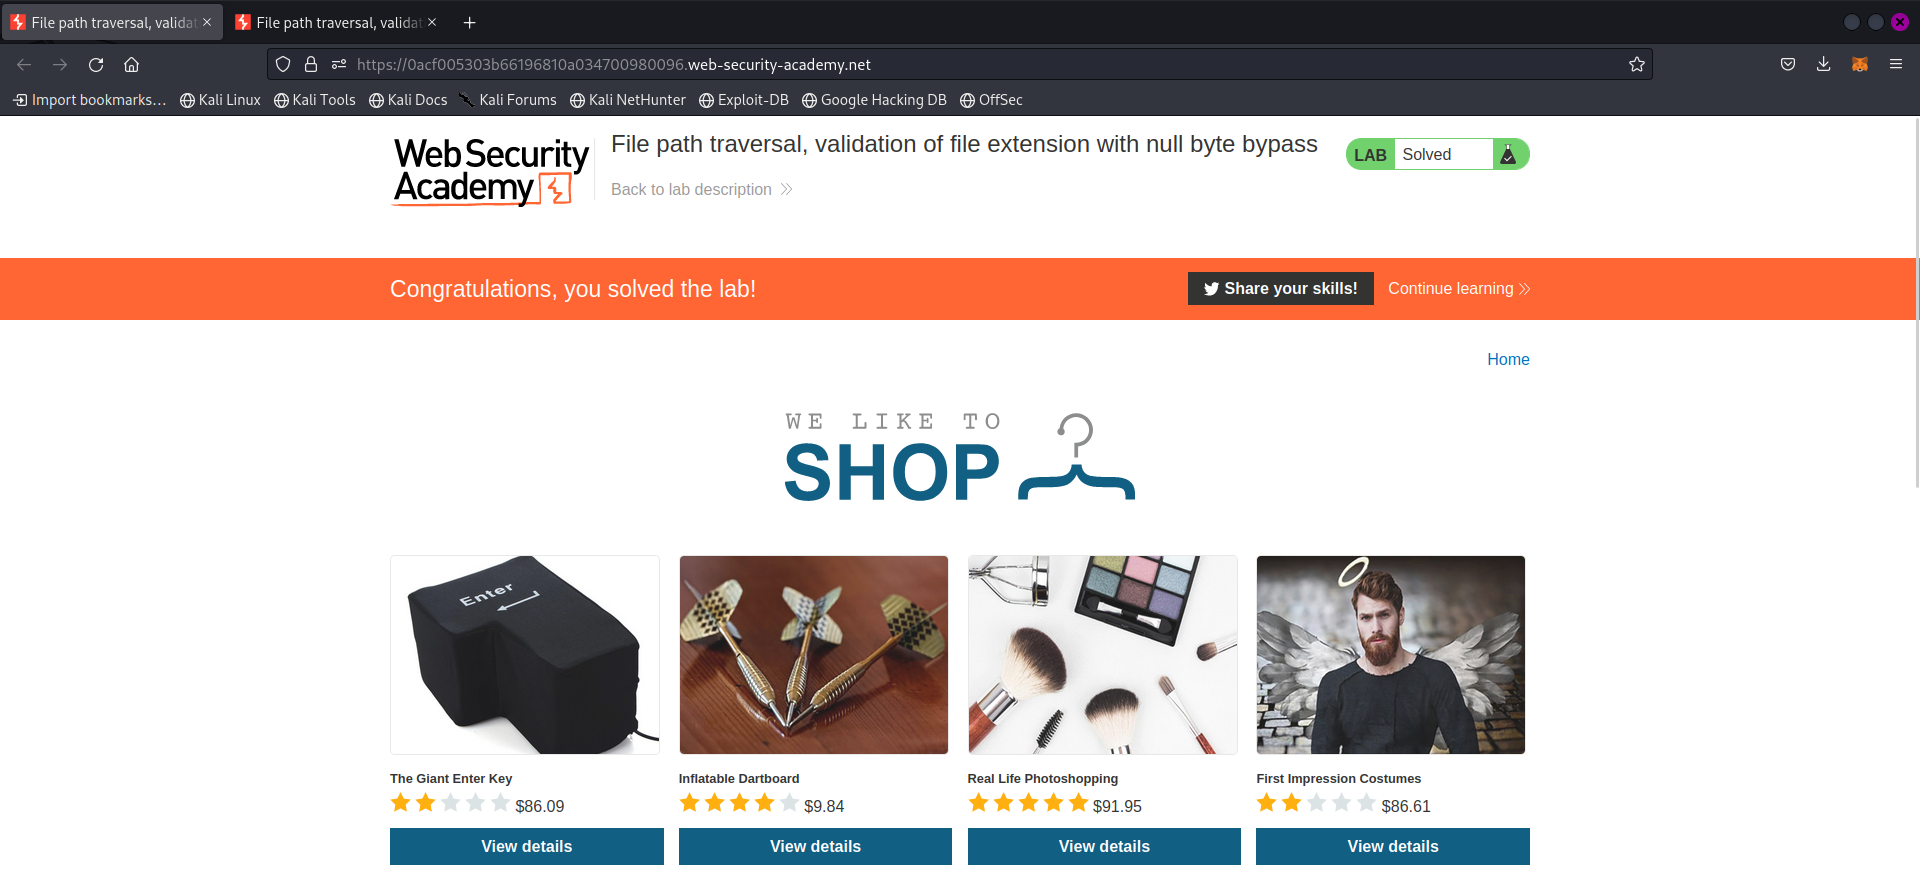 File path traversal, valida
File path traversal, valida
https://0acf005303b66196810a034700980096.web-security-academy.net
Import bookmarks... Kali Linux Kali Tools Kali Docs Kali Forums Kali NetHunter Exploit-DB Google Hacking DB OffSec
WebSecurity
Academy
File path traversal, validation of file extension with null byte bypass
Back to lab description
LAB Solved
Congratulations, you solved the lab!
Share your skills!
Continue learning
Home
WE LIKE TO
SHOP
Enter
The Giant Enter Key
$86.09
View details
Inflatable Dartboard
$9.84
View details
Real Life Photoshopping
$91.95
View details
First Impression Costumes
$86.61
View details